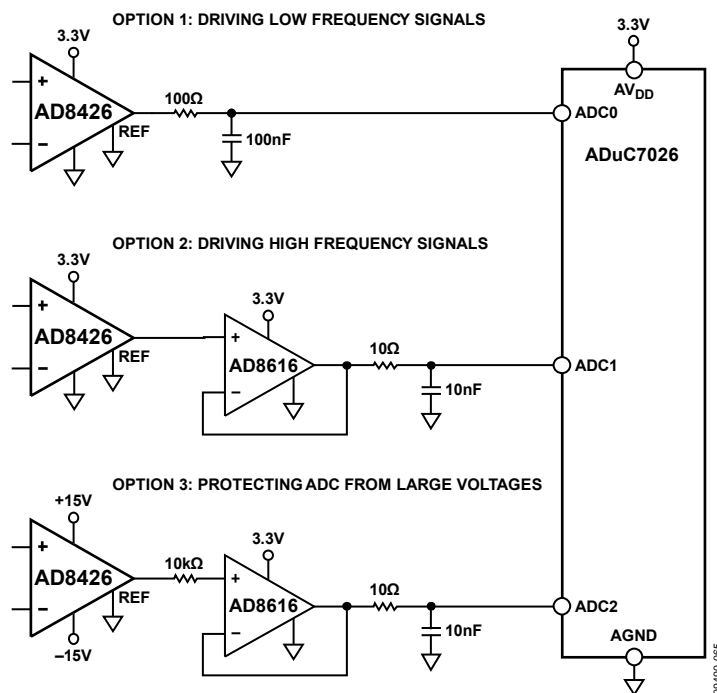 OPTION 1: DRIVING LOW FREQUENCY SIGNALS
3.3V
+
AD8426
−
REF
100Ω
100nF
3.3V
AVDD
ADC0
ADuC7026
OPTION 2: DRIVING HIGH FREQUENCY SIGNALS
3.3V
+
AD8426
−
REF
3.3V
+
AD8616
−
10Ω
10nF
ADC1
OPTION 3: PROTECTING ADC FROM LARGE VOLTAGES
+15V
+
AD8426
−
REF
−15V
10kΩ
3.3V
+
AD8616
−
10Ω
10nF
ADC2
AGND